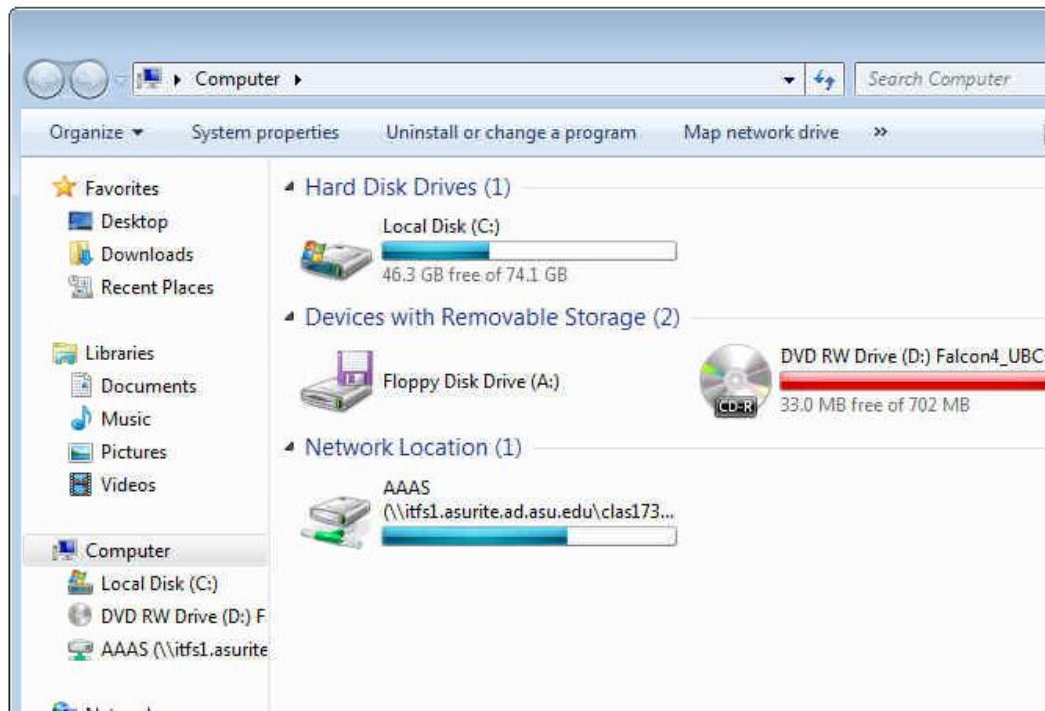 Computer
Search Computer
Organize
System properties
Uninstall or change a program
Map network drive
»
Favorites
Desktop
Downloads
Recent Places
Libraries
Documents
Music
Pictures
Videos
Computer
Local Disk (C:)
DVD RW Drive (D:) F
AAAS (\\itfs1.asurite
Hard Disk Drives (1)
Local Disk (C:)
46.3 GB free of 74.1 GB
Devices with Removable Storage (2)
Floppy Disk Drive (A:)
DVD RW Drive (D:) Falcon4_UBC
CD-R
33.0 MB free of 702 MB
Network Location (1)
AAAS
(\\itfs1.asurite.ad.asu.edu\clas173...